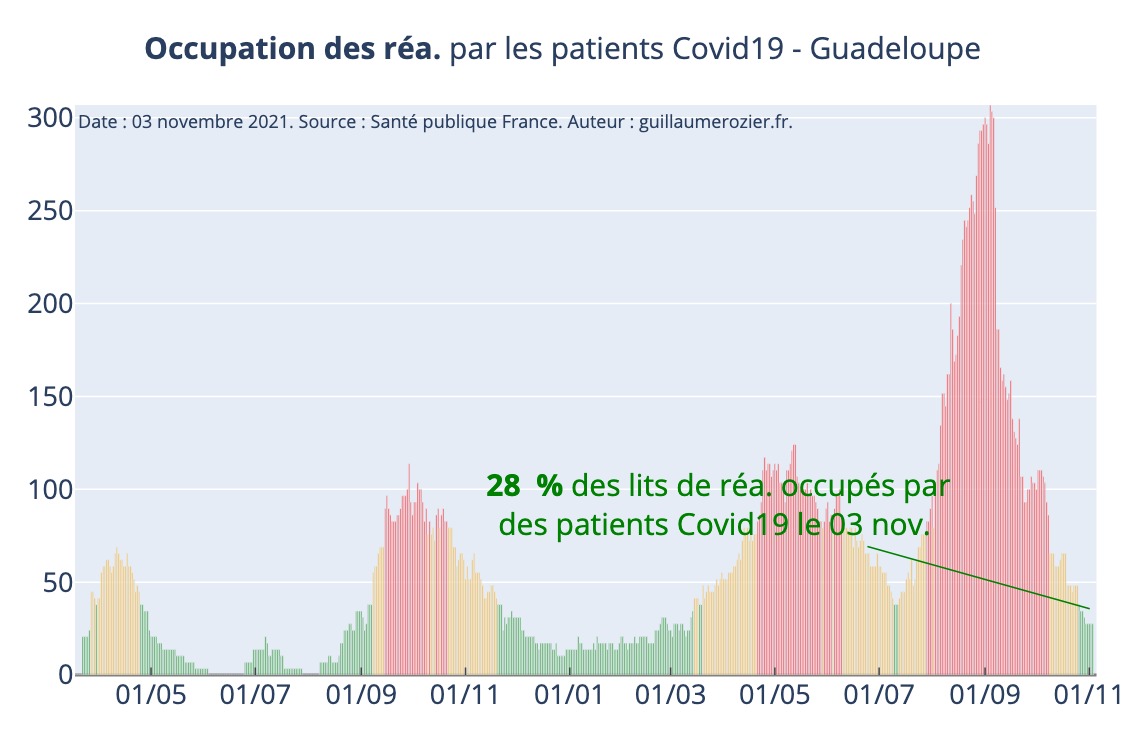 Occupation des réa. par les patients Covid19 - Guadeloupe
300
Date : 03 novembre 2021. Source : Santé publique France. Auteur : guillaumerozier.fr.
250
200
150
100
28 % des lits de réa. occupés par
des patients Covid19 le 03 nov.
50
0
01/05 01/07 01/09 01/11 01/01 01/03 01/05 01/07 01/09 01/11